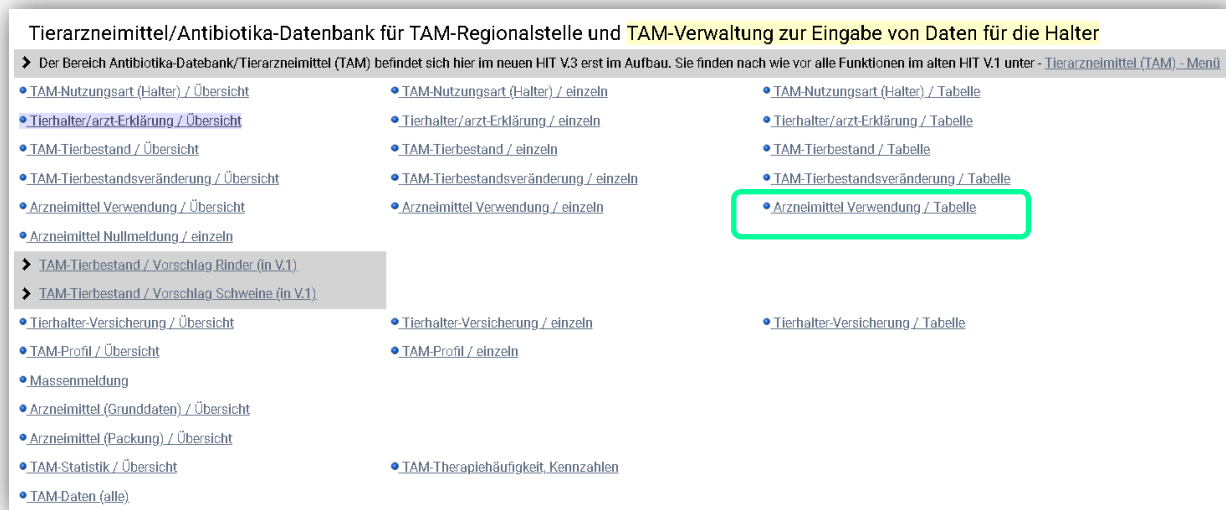 Tierarzneimittel/Antibiotika-Datenbank für TAM-Regionalstelle und TAM-Verwaltung zur Eingabe von Daten für die Halter
Der Bereich Antibiotika-Datebank/Tierarzneimittel (TAM) befindet sich hier im neuen HIT V.3 erst im Aufbau. Sie finden nach wie vor alle Funktionen im alten HIT V.1 unter - Tierarzneimittel (TAM) - Menü
TAM-Nutzungsart (Halter) / Übersicht TAM-Nutzungsart (Halter) / einzeln TAM-Nutzungsart (Halter) / Tabelle
Tierhalter/arzt-Erklärung / Übersicht Tierhalter/arzt-Erklärung / einzeln Tierhalter/arzt-Erklärung / Tabelle
TAM-Tierbestand / Übersicht TAM-Tierbestand / einzeln TAM-Tierbestand / Tabelle
TAM-Tierbestandsveränderung / Übersicht TAM-Tierbestandsveränderung / einzeln TAM-Tierbestandsveränderung / Tabelle
Arzneimittel Verwendung / Übersicht Arzneimittel Verwendung / einzeln Arzneimittel Verwendung / Tabelle
Arzneimittel Nullmeldung / einzeln
TAM-Tierbestand / Vorschlag Rinder (in V.1)
TAM-Tierbestand / Vorschlag Schweine (in V.1)
Tierhalter-Versicherung / Übersicht Tierhalter-Versicherung / einzeln Tierhalter-Versicherung / Tabelle
TAM-Profil / Übersicht TAM-Profil / einzeln
Massenmeldung
Arzneimittel (Grunddaten) / Übersicht
Arzneimittel (Packung) / Übersicht
TAM-Statistik / Übersicht TAM-Therapiehäufigkeit, Kennzahlen
TAM-Daten (alle)